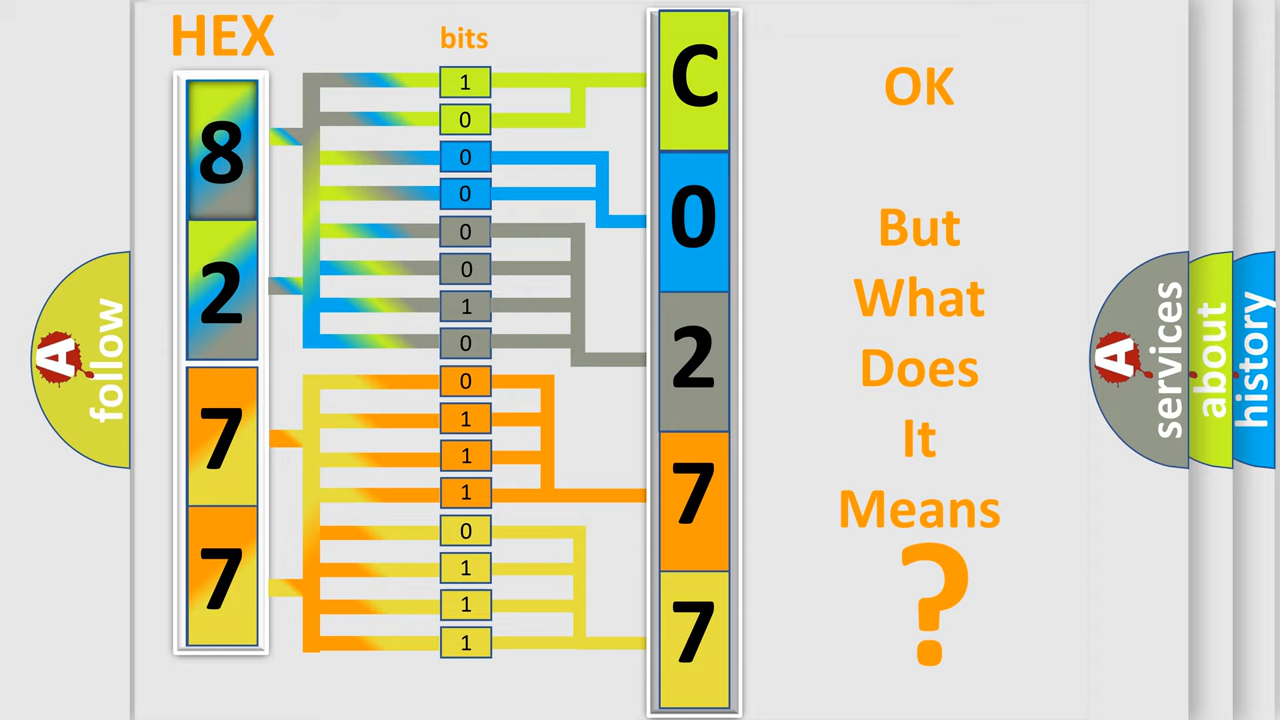 HEX
bits
8
2
7
7
1
0
0
0
0
0
1
0
0
1
1
1
0
1
1
1
C
0
2
7
7
OK
But
What
Does
It
Means
?
A
follow
A
services
about
history